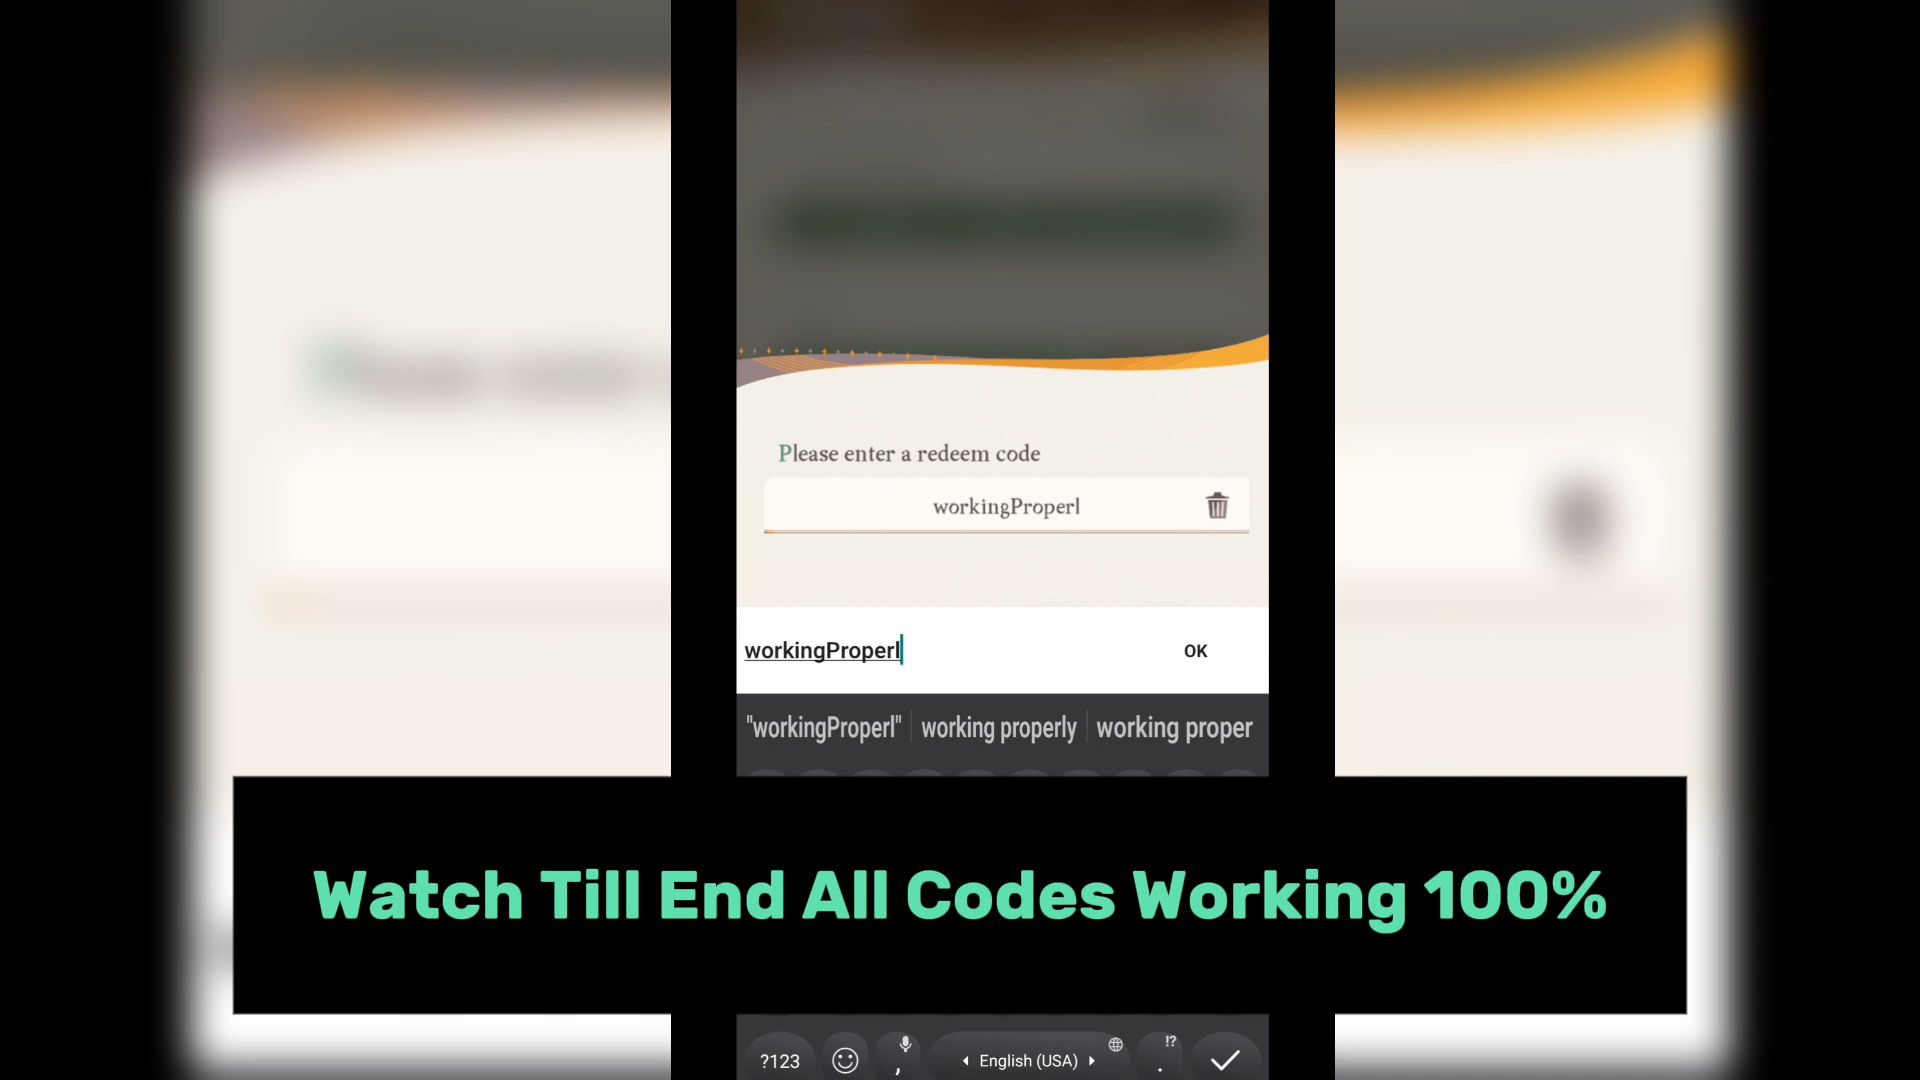 Please enter a redeem code
workingProperl
workingProperl
OK
"workingProperl" working properly working proper
Watch Till End All Codes Working 100%
?123 , English (USA) !? .